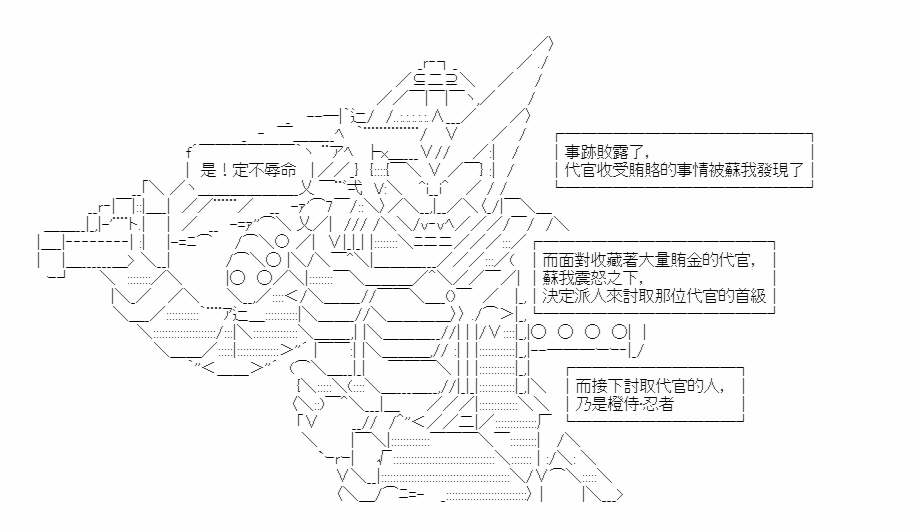 事跡敗露了,
代官收受賄賂的事情被蘇我發現了
是！定不辱命
而面對收藏著大量賄金的代官,
蘇我震怒之下,
決定派人來討取那位代官的首級
而接下討取代官的人,
乃是橙侍·忍者